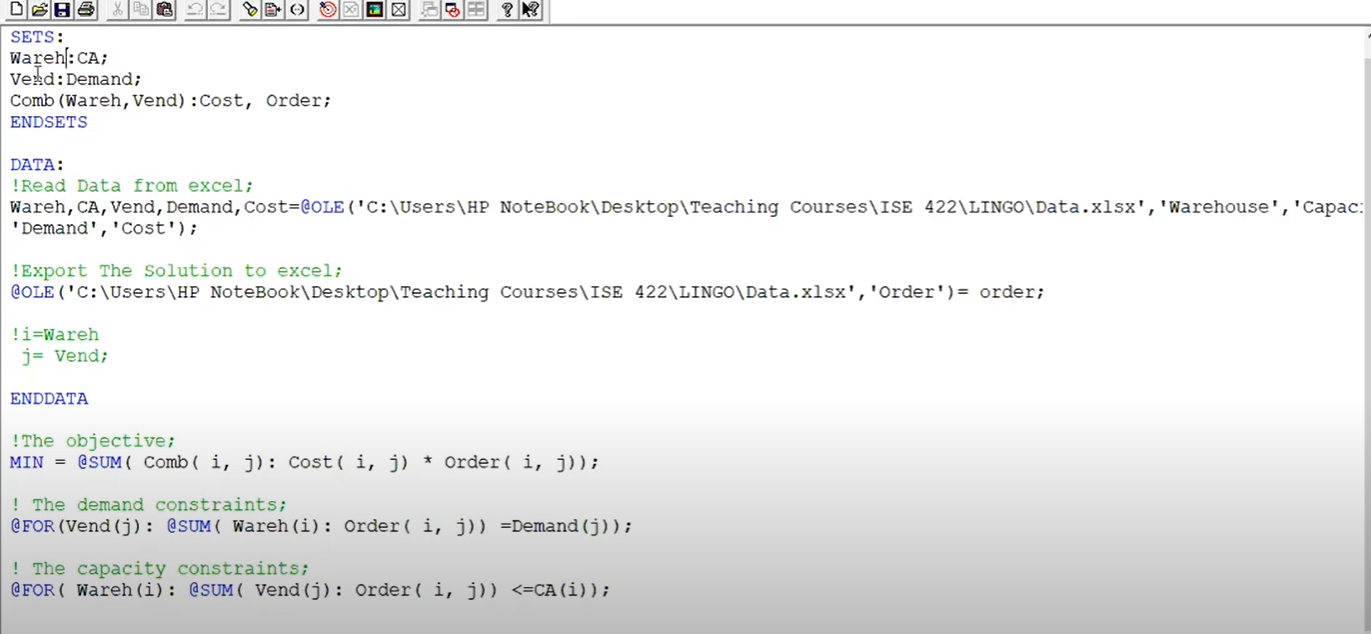 SETS:
Wareh:CA;
Vend:Demand;
Comb(Wareh,Vend):Cost, Order;
ENDSETS
DATA:
!Read Data from excel;
Wareh,CA,Vend,Demand,Cost=@OLE('C:\Users\HP NoteBook\Desktop\Teaching Courses\ISE 422\LINGO\Data.xlsx','Warehouse','Capac
'Demand','Cost');
!Export The Solution to excel;
@OLE('C:\Users\HP NoteBook\Desktop\Teaching Courses\ISE 422\LINGO\Data.xlsx','Order')= order;
!i=Wareh
j= Vend;
ENDDATA
!The objective;
MIN = @SUM( Comb( i, j): Cost( i, j) * Order( i, j));
! The demand constraints;
@FOR(Vend(j): @SUM( Wareh(i): Order( i, j)) =Demand(j));
! The capacity constraints;
@FOR( Wareh(i): @SUM( Vend(j): Order( i, j)) <=CA(i));